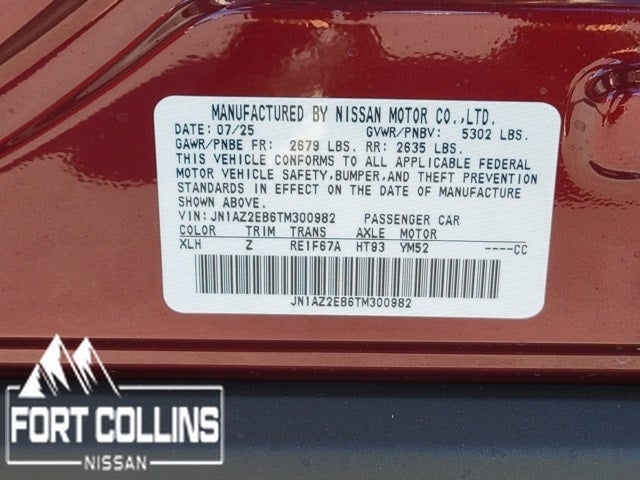 MANUFACTURED BY NISSAN MOTOR CO.,LTD.
DATE: 07/25 GVWR/PNBV: 5302 LBS.
GAWR/PNBE FR: 2679 LBS. RR: 2635 LBS.
THIS VEHICLE CONFORMS TO ALL APPLICABLE FEDERAL
MOTOR VEHICLE SAFETY, BUMPER, AND THEFT PREVENTION
STANDARDS IN EFFECT ON THE DATE OF MANUFACTURE
SHOWN ABOVE.
VIN: JN1AZ2EB6TM300982 PASSENGER CAR
COLOR TRIM TRANS AXLE MOTOR
XLH Z RE1F67A HT93 YM52 ----CC
JN1AZ2EB6TM300982
FORT COLLINS
NISSAN